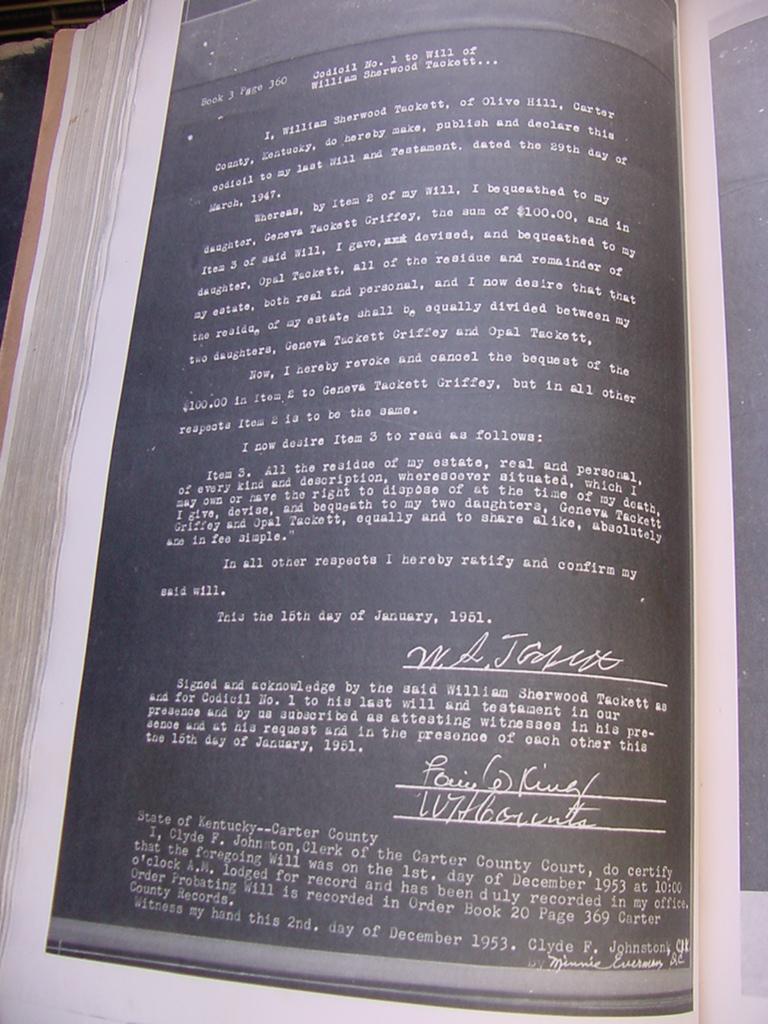 Book 3 Page 360
Codicil No. 1 to Will of
William Sherwood Tackett...
I, William Sherwood Tackett, of Olive Hill, Carter
County, Kentucky, do hereby make, publish and declare this
codicil to my last Will and Testament. dated the 29th day of
March, 1947.
Whereas, by Item 2 of my Will, I bequeathed to my
daughter, Geneva Tackett Griffey, the sum of $100.00, and in
Item 3 of said Will, I gave, devised, and bequeathed to my
daughter, Opal Tackett, all of the residue and remainder of
my estate, both real and personal, and I now desire that that
the residue of my estate shall be equally divided between my
two daughters, Geneva Tackett Griffey and Opal Tackett,
Now, I hereby revoke and cancel the bequest of the
$100.00 in Item 2 to Geneva Tackett Griffey, but in all other
respects Item 2 is to be the same.
I now desire Item 3 to read as follows:
Item 3. All the residue of my estate, real and personal,
of every kind and description, wheresoever situated, which I
may own or have the right to dispose of at the time of my death,
I give, devise, and bequeath to my two daughters, Geneva Tackett
Griffey and Opal Tackett, equally and to share alike, absolutely
ane in fee simple."
In all other respects I hereby ratify and confirm my
said will.
This the 15th day of January, 1951.
W. S. Tackett
Signed and acknowledge by the said William Sherwood Tackett as
and for Codicil No. 1 to his last will and testament in our
presence and by us subscribed as attesting witnesses in his pre-
sence and at his request and in the presence of each other this
the 15th day of January, 1951.
King
W H Counts
State of Kentucky--Carter County
I, Clyde F. Johnston, Clerk of the Carter County Court, do certify
that the foregoing Will was on the 1st. day of December 1953 at 10:00
o'clock A.M. lodged for record and has been duly recorded in my office.
Order Probating Will is recorded in Order Book 20 Page 369 Carter
County Records.
Witness my hand this 2nd. day of December 1953. Clyde F. Johnston, Clk
By Minnie Everman D.C.